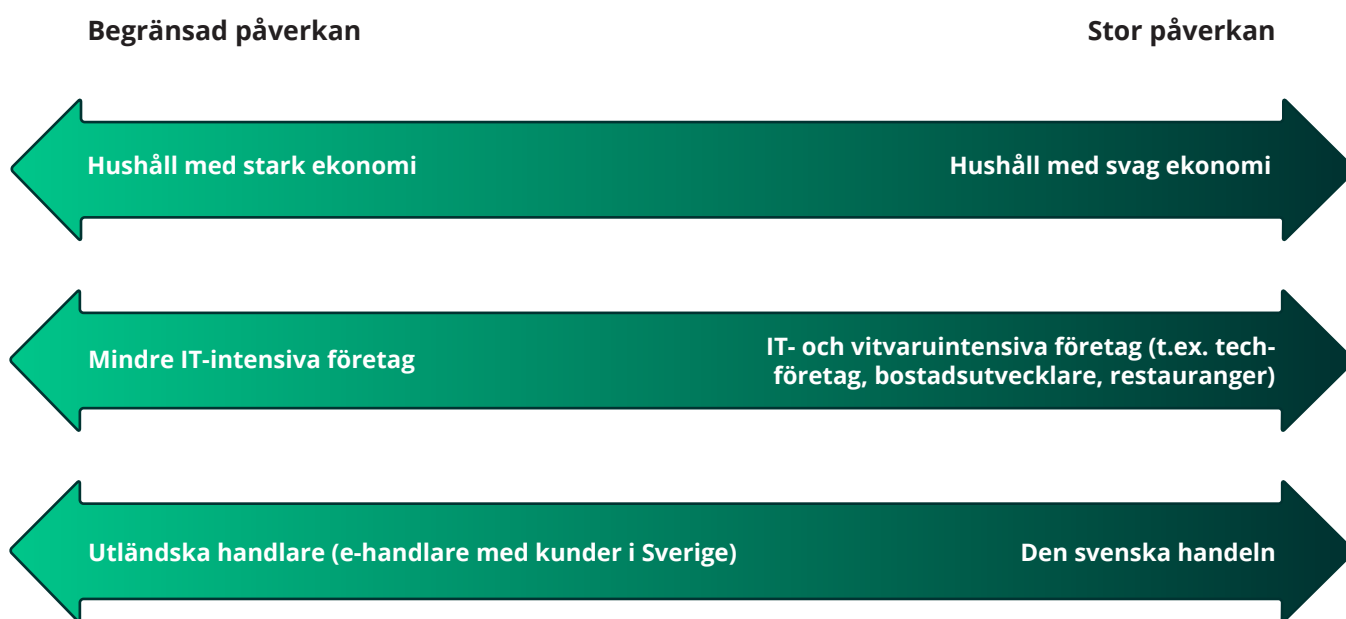 Begränsad påverkan
Stor påverkan
Hushåll med stark ekonomi
Hushåll med svag ekonomi
Mindre IT-intensiva företag
IT- och vitvaruintensiva företag (t.ex. tech-
företag, bostadsutvecklare, restauranger)
Utländska handlare (e-handlare med kunder i Sverige)
Den svenska handeln